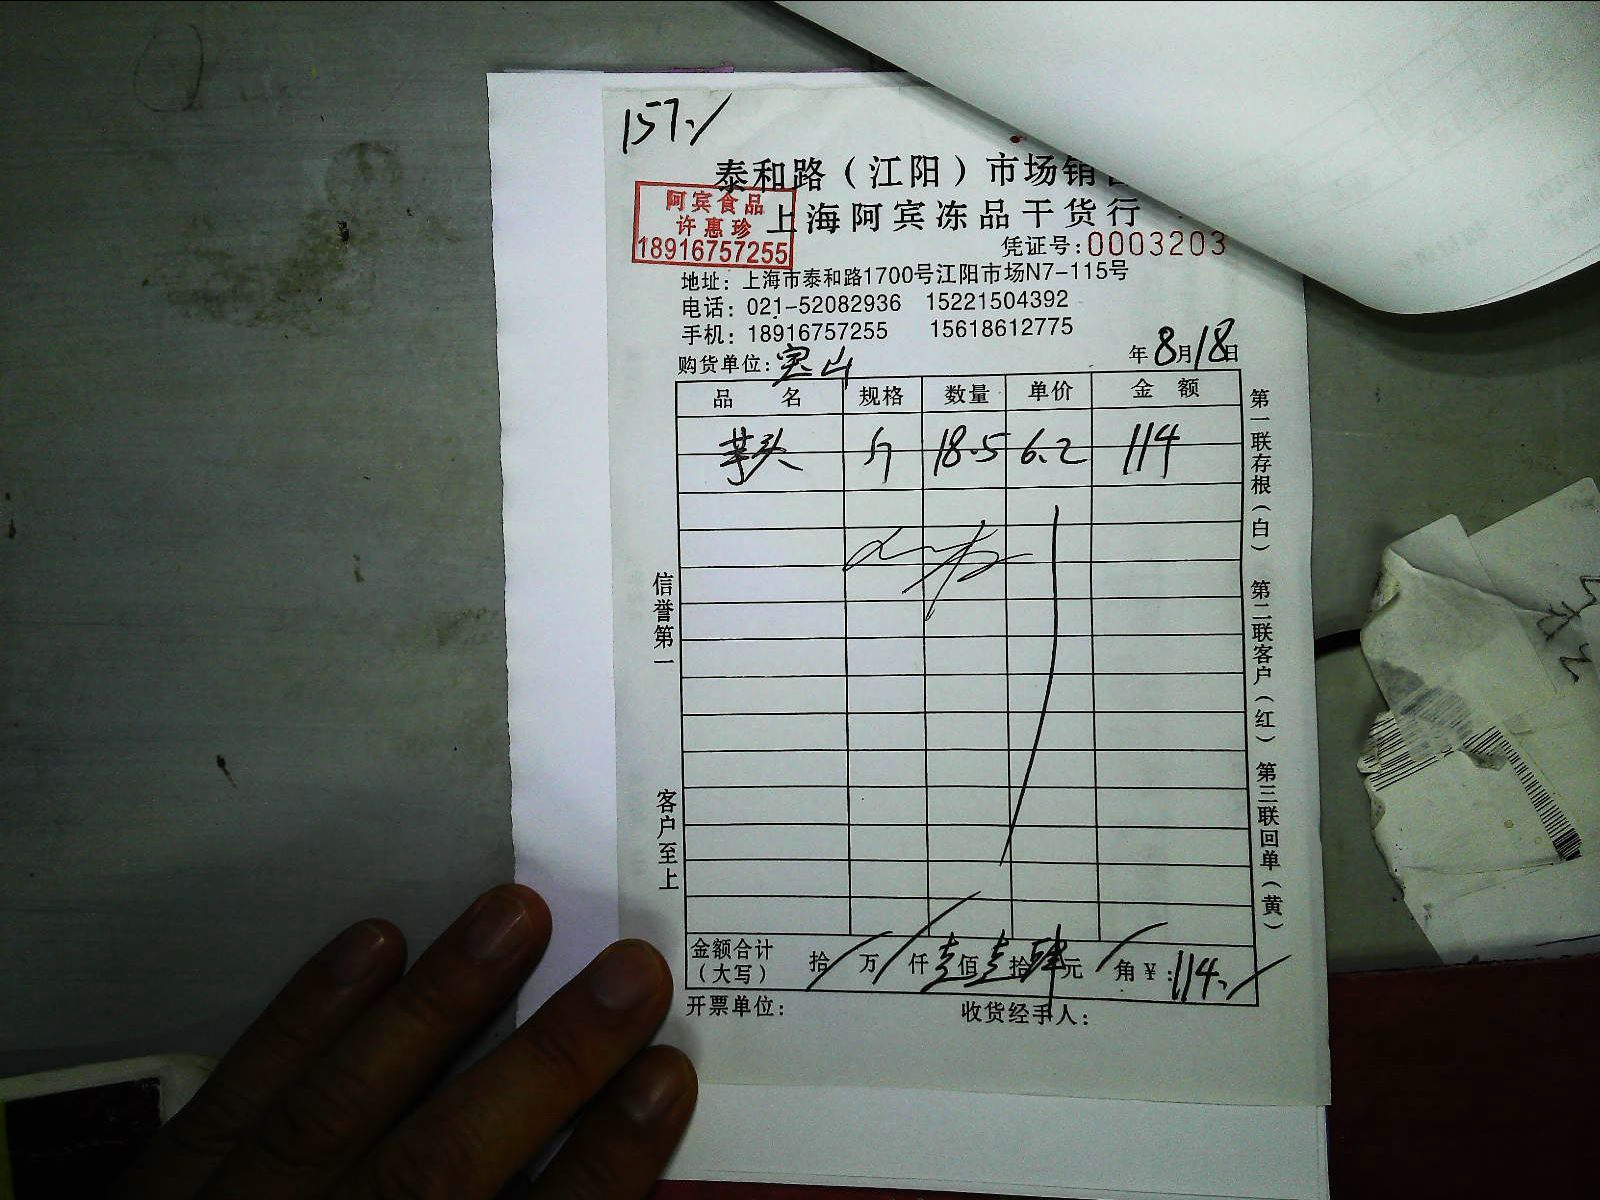 157./
泰和路（江阳）市场销
上海阿宾冻品干货行
阿宾食品
许惠珍
18916757255
凭证号:0003203
地址：上海市泰和路1700号江阳市场N7-115号
电话：021-52082936 15221504392
手机：18916757255 15618612775
购货单位:宝山 年8月18日
品 名 规格 数量 单价 金 额
芋头 斤 18.5 6.2 114
信誉第一
客户至上
第一联存根（白） 第二联客户（红） 第三联回单（黄）
金额合计（大写） 拾 万 仟壹佰壹拾肆元 角¥:114.
开票单位: 收货经手人: